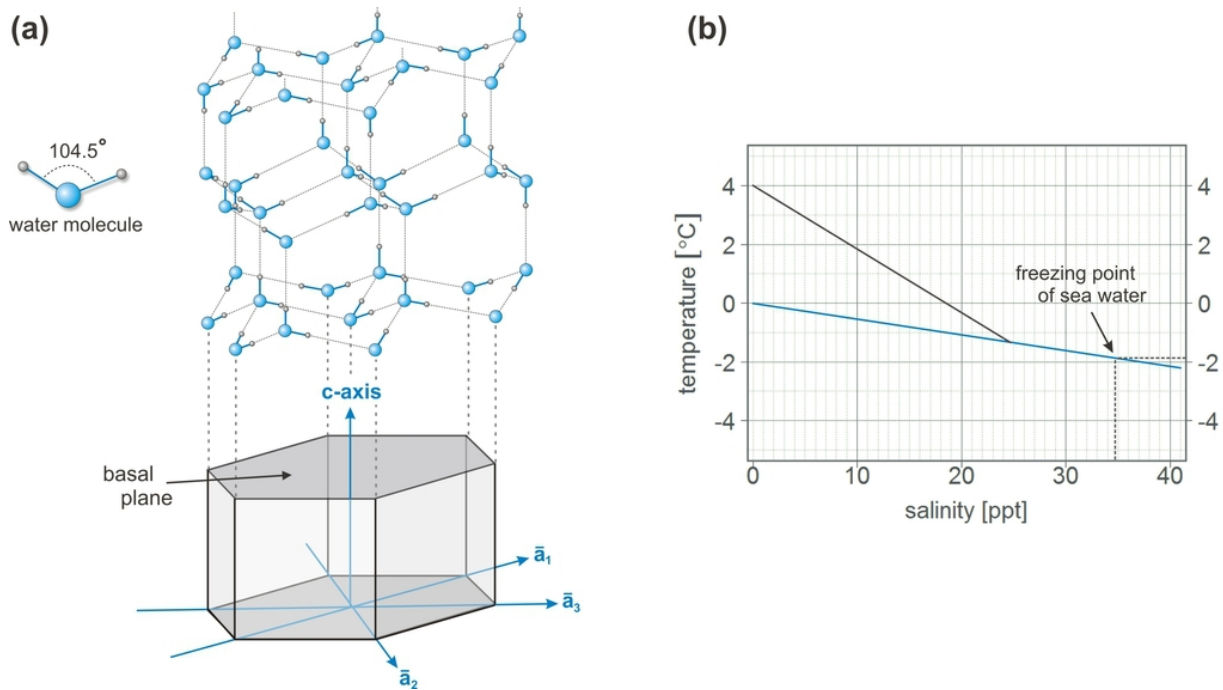 (a)
104.5°
water molecule
c-axis
basal
plane
ā₁
ā₃
ā₂
(b)
temperature [°C]
4
2
0
-2
-4
freezing point
of sea water
4
2
0
-2
-4
0 10 20 30 40
salinity [ppt]